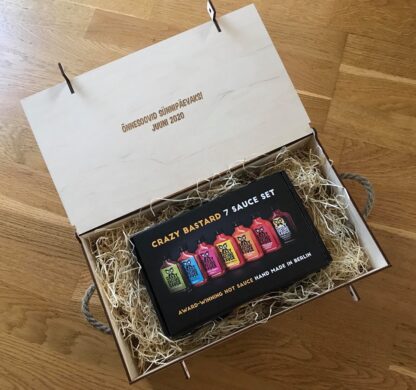 ÕNNESOOVID SÜNNIPÄEVAKS!
JUUNI 2020
CRAZY BASTARD 7 SAUCE SET
AWARD-WINNING HOT SAUCE HAND MADE IN BERLIN